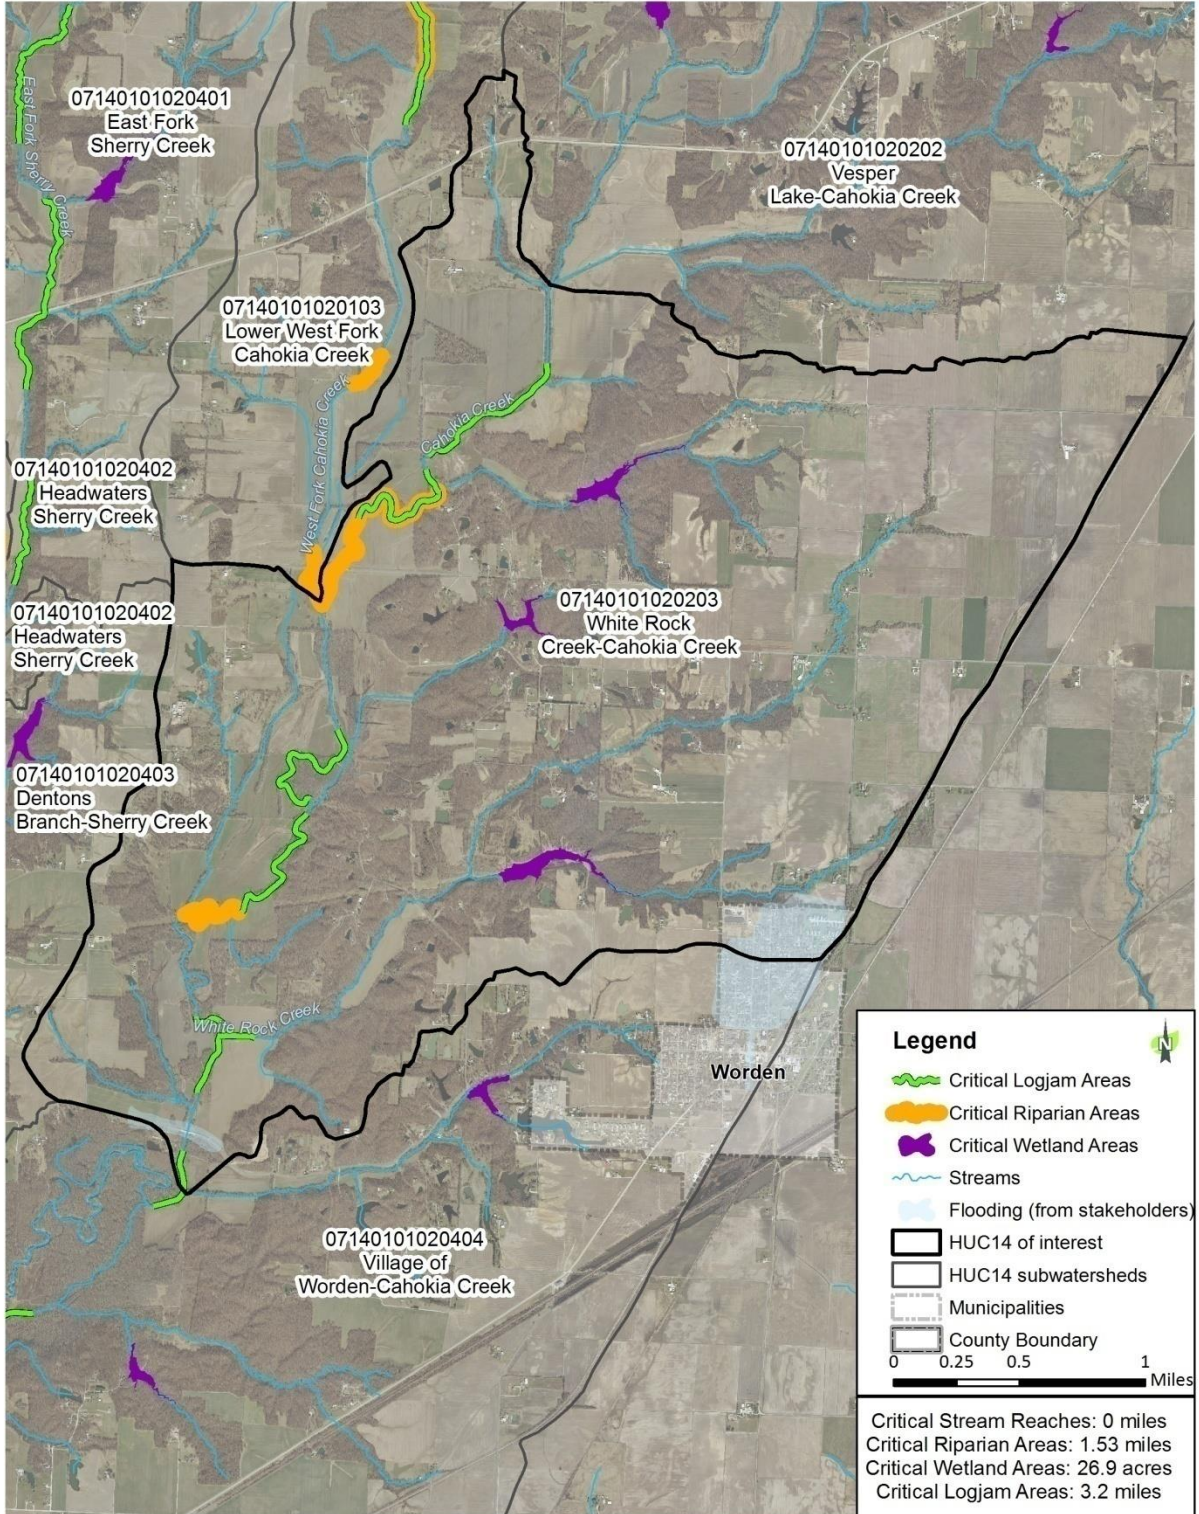 East Fork Sherry Creek
07140101020401
East Fork
Sherry Creek
07140101020202
Vesper
Lake-Cahokia Creek
07140101020103
Lower West Fork
Cahokia Creek
West Fork Cahokia Creek
Cahokia Creek
07140101020402
Headwaters
Sherry Creek
07140101020402
Headwaters
Sherry Creek
07140101020203
White Rock
Creek-Cahokia Creek
07140101020403
Dentons
Branch-Sherry Creek
White Rock Creek
Worden
07140101020404
Village of
Worden-Cahokia Creek
Legend
N
Critical Logjam Areas
Critical Riparian Areas
Critical Wetland Areas
Streams
Flooding (from stakeholders)
HUC14 of interest
HUC14 subwatersheds
Municipalities
County Boundary
0 0.25 0.5 1
Miles
Critical Stream Reaches: 0 miles
Critical Riparian Areas: 1.53 miles
Critical Wetland Areas: 26.9 acres
Critical Logjam Areas: 3.2 miles